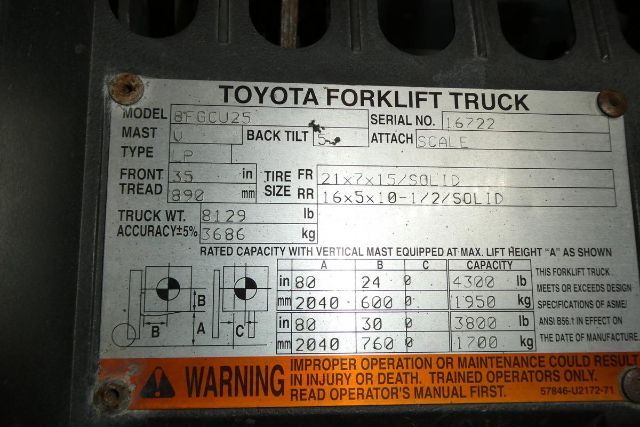 TOYOTA FORKLIFT TRUCK
MODEL 8FGCU25 SERIAL NO. 16722
MAST V BACK TILT 5 ATTACH SCALE
TYPE LP
FRONT TREAD 35 in 890 mm
TIRE SIZE FR 21x7x15/SOLID
RR 16x5x10-1/2/SOLID
TRUCK WT. 8129 lb
ACCURACY±5% 3686 kg
RATED CAPACITY WITH VERTICAL MAST EQUIPPED AT MAX. LIFT HEIGHT "A" AS SHOWN
A B C CAPACITY
in 80 24 0 4300 lb
mm 2040 600 0 1950 kg
in 80 30 0 3800 lb
mm 2040 760 0 1700 kg
B A B C
THIS FORKLIFT TRUCK
MEETS OR EXCEEDS DESIGN
SPECIFICATIONS OF ASME/
ANSI B56.1 IN EFFECT ON
THE DATE OF MANUFACTURE.
WARNING
IMPROPER OPERATION OR MAINTENANCE COULD RESULT
IN INJURY OR DEATH. TRAINED OPERATORS ONLY.
READ OPERATOR'S MANUAL FIRST.
57846-U2172-71